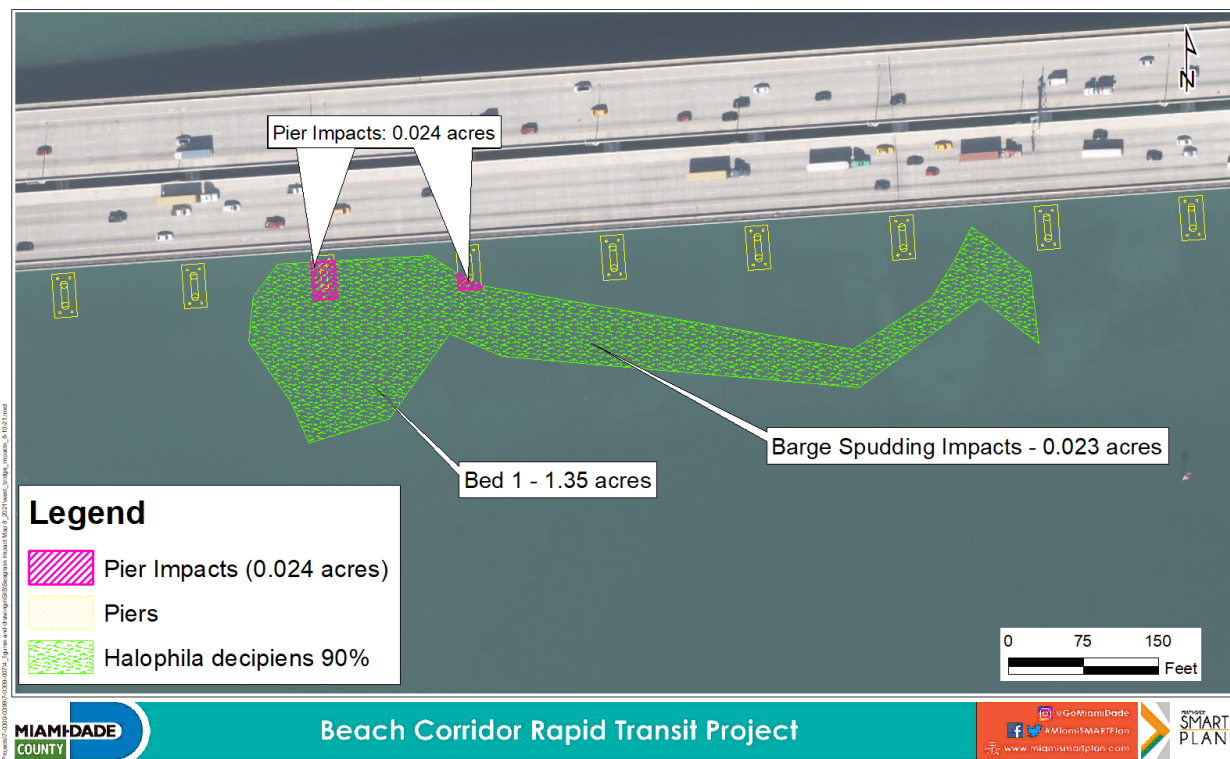 N
Pier Impacts: 0.024 acres
Barge Spudding Impacts - 0.023 acres
Bed 1 - 1.35 acres
Legend
Pier Impacts (0.024 acres)
Piers
Halophila decipiens 90%
0 75 150
Feet
MIAMI-DADE
COUNTY
Beach Corridor Rapid Transit Project
@GoMiamiDade
#MiamiSMARTPlan
www.miamismartplan.com
MIAMI-DADE
SMART
PLAN